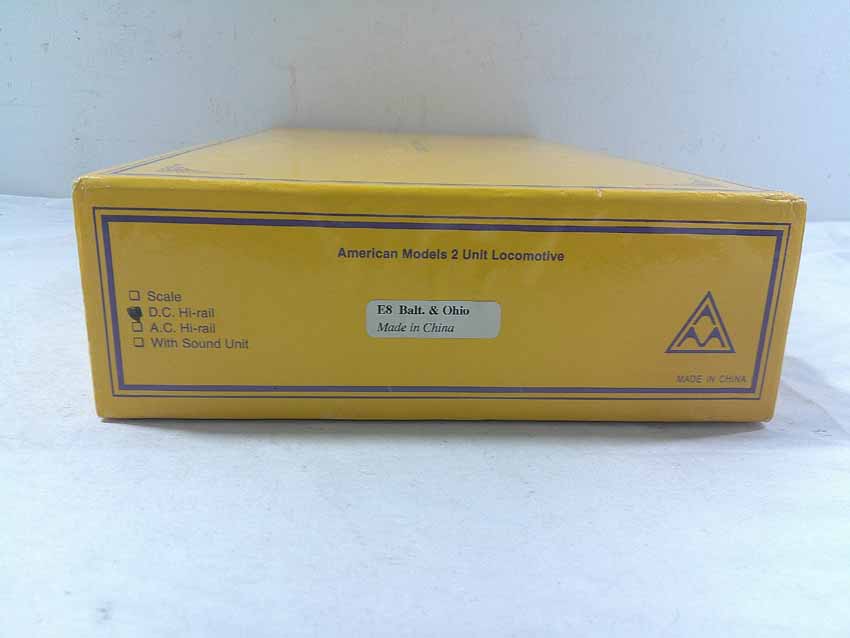 American Models 2 Unit Locomotive
Scale
D.C. Hi-rail
A.C. Hi-rail
With Sound Unit
E8 Balt. & Ohio
Made in China
MADE IN CHINA